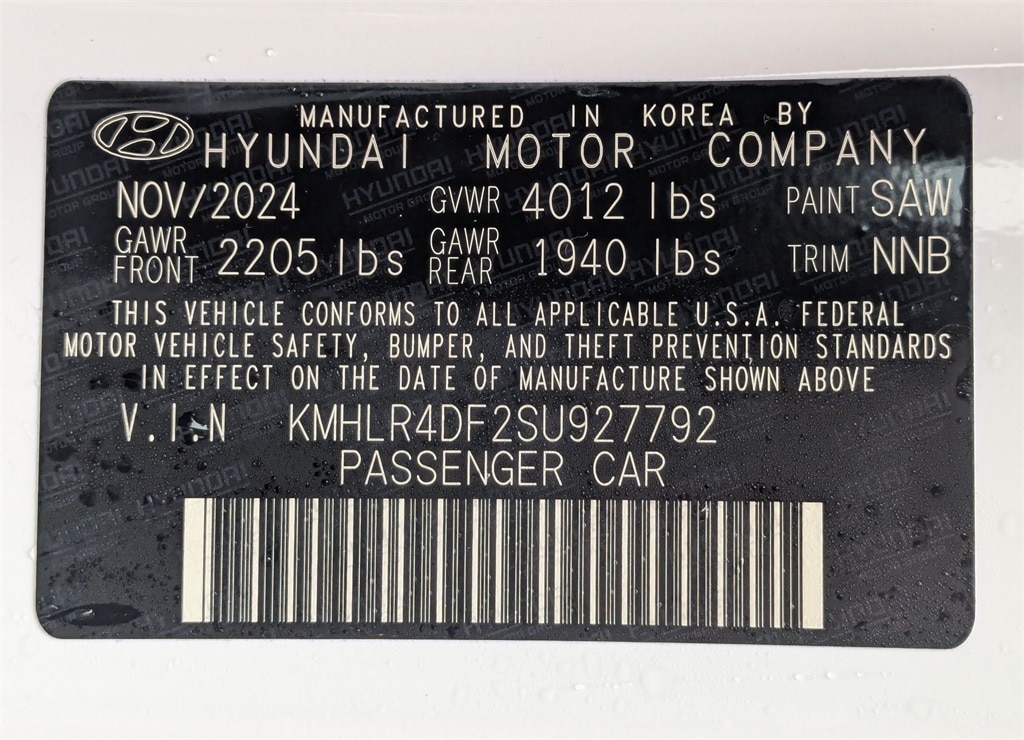 MANUFACTURED IN KOREA BY
HYUNDAI MOTOR COMPANY
NOV/2024 GVWR 4012 lbs PAINT SAW
GAWR FRONT 2205 lbs GAWR REAR 1940 lbs TRIM NNB
THIS VEHICLE CONFORMS TO ALL APPLICABLE U.S.A. FEDERAL
MOTOR VEHICLE SAFETY, BUMPER, AND THEFT PREVENTION STANDARDS
IN EFFECT ON THE DATE OF MANUFACTURE SHOWN ABOVE
V.I.N KMHLR4DF2SU927792
PASSENGER CAR